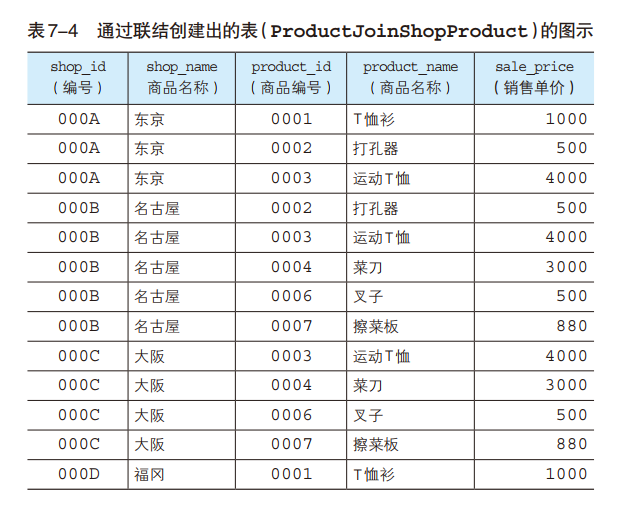 表7-4 通过联结创建出的表(ProductJoinShopProduct)的图示
shop_id shop_name product_id product_name sale_price
(编号) 商品名称) (商品编号) (商品名称) (销售单价)
000A 东京 0001 T恤衫 1000
000A 东京 0002 打孔器 500
000A 东京 0003 运动T恤 4000
000B 名古屋 0002 打孔器 500
000B 名古屋 0003 运动T恤 4000
000B 名古屋 0004 菜刀 3000
000B 名古屋 0006 叉子 500
000B 名古屋 0007 擦菜板 880
000C 大阪 0003 运动T恤 4000
000C 大阪 0004 菜刀 3000
000C 大阪 0006 叉子 500
000C 大阪 0007 擦菜板 880
000D 福冈 0001 T恤衫 1000